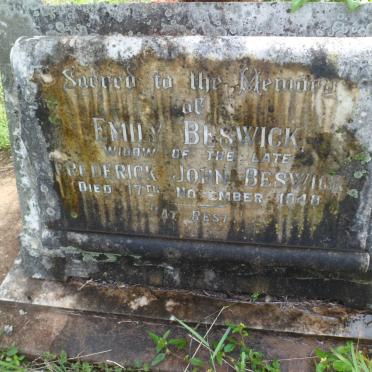 Sacred to the Memory
of
EMILY BESWICK
WIDOW OF THE LATE
FREDERICK JOHN BESWICK
DIED 17TH NOVEMBER 1948
AT REST